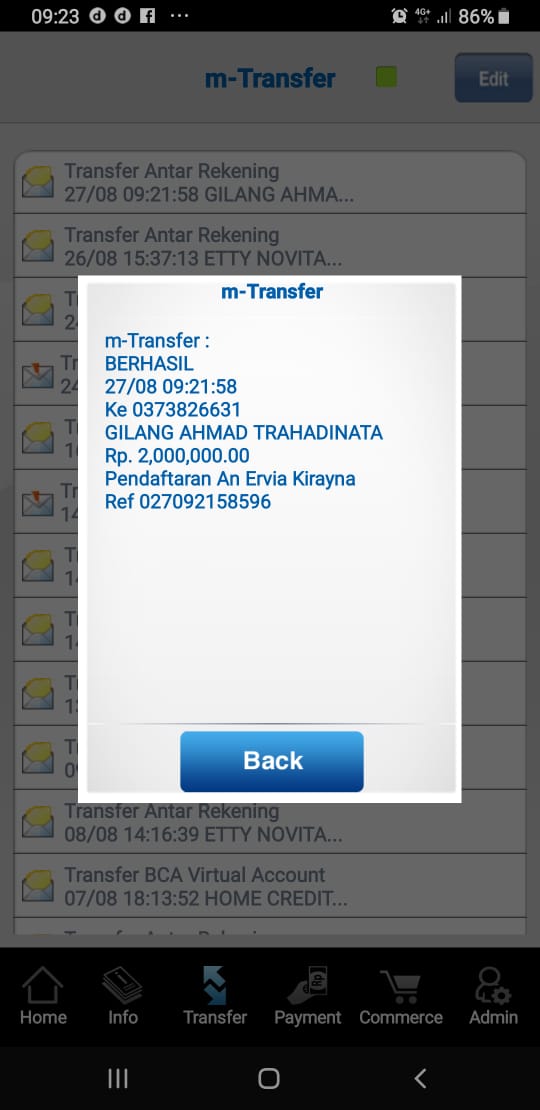 09:23
4G+
86%
m-Transfer
Edit
Transfer Antar Rekening
27/08 09:21:58 GILANG AHMA...
Transfer Antar Rekening
26/08 15:37:13 ETTY NOVITA...
m-Transfer
m-Transfer :
BERHASIL
27/08 09:21:58
Ke 0373826631
GILANG AHMAD TRAHADINATA
Rp. 2,000,000.00
Pendaftaran An Ervia Kirayna
Ref 027092158596
Back
Transfer Antar Rekening
08/08 14:16:39 ETTY NOVITA...
Transfer BCA Virtual Account
07/08 18:13:52 HOME CREDIT...
Home
Info
Transfer
Payment
Commerce
Admin